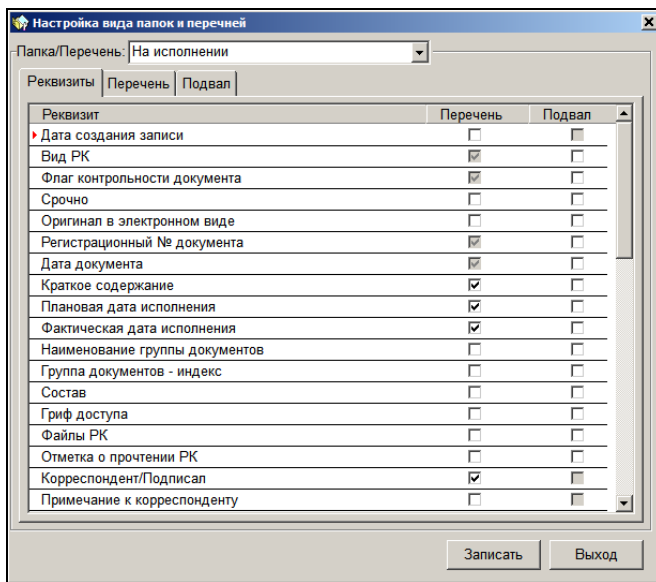 Настройка вида папок и перечней
Папка/Перечень: На исполнении
Реквизиты Перечень Подвал
Реквизит Перечень Подвал
Дата создания записи
Вид РК
Флаг контрольности документа
Срочно
Оригинал в электронном виде
Регистрационный № документа
Дата документа
Краткое содержание
Плановая дата исполнения
Фактическая дата исполнения
Наименование группы документов
Группа документов - индекс
Состав
Гриф доступа
Файлы РК
Отметка о прочтении РК
Корреспондент/Подписал
Примечание к корреспонденту
Записать Выход